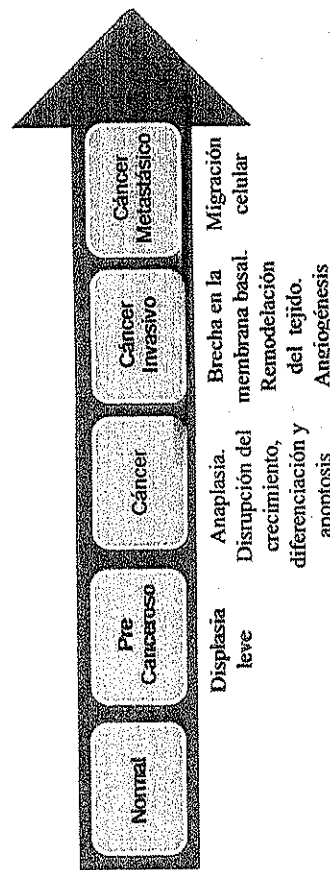 Normal
Pre
Canceroso
Cáncer
Cáncer
Invasivo
Cáncer
Metastásico
Displasia
leve
Anaplasia.
Disrupción del
crecimiento,
diferenciación y
apoptosis
Brecha en la
membrana basal.
Remodelación
del tejido.
Angiogénesis
Migración
celular